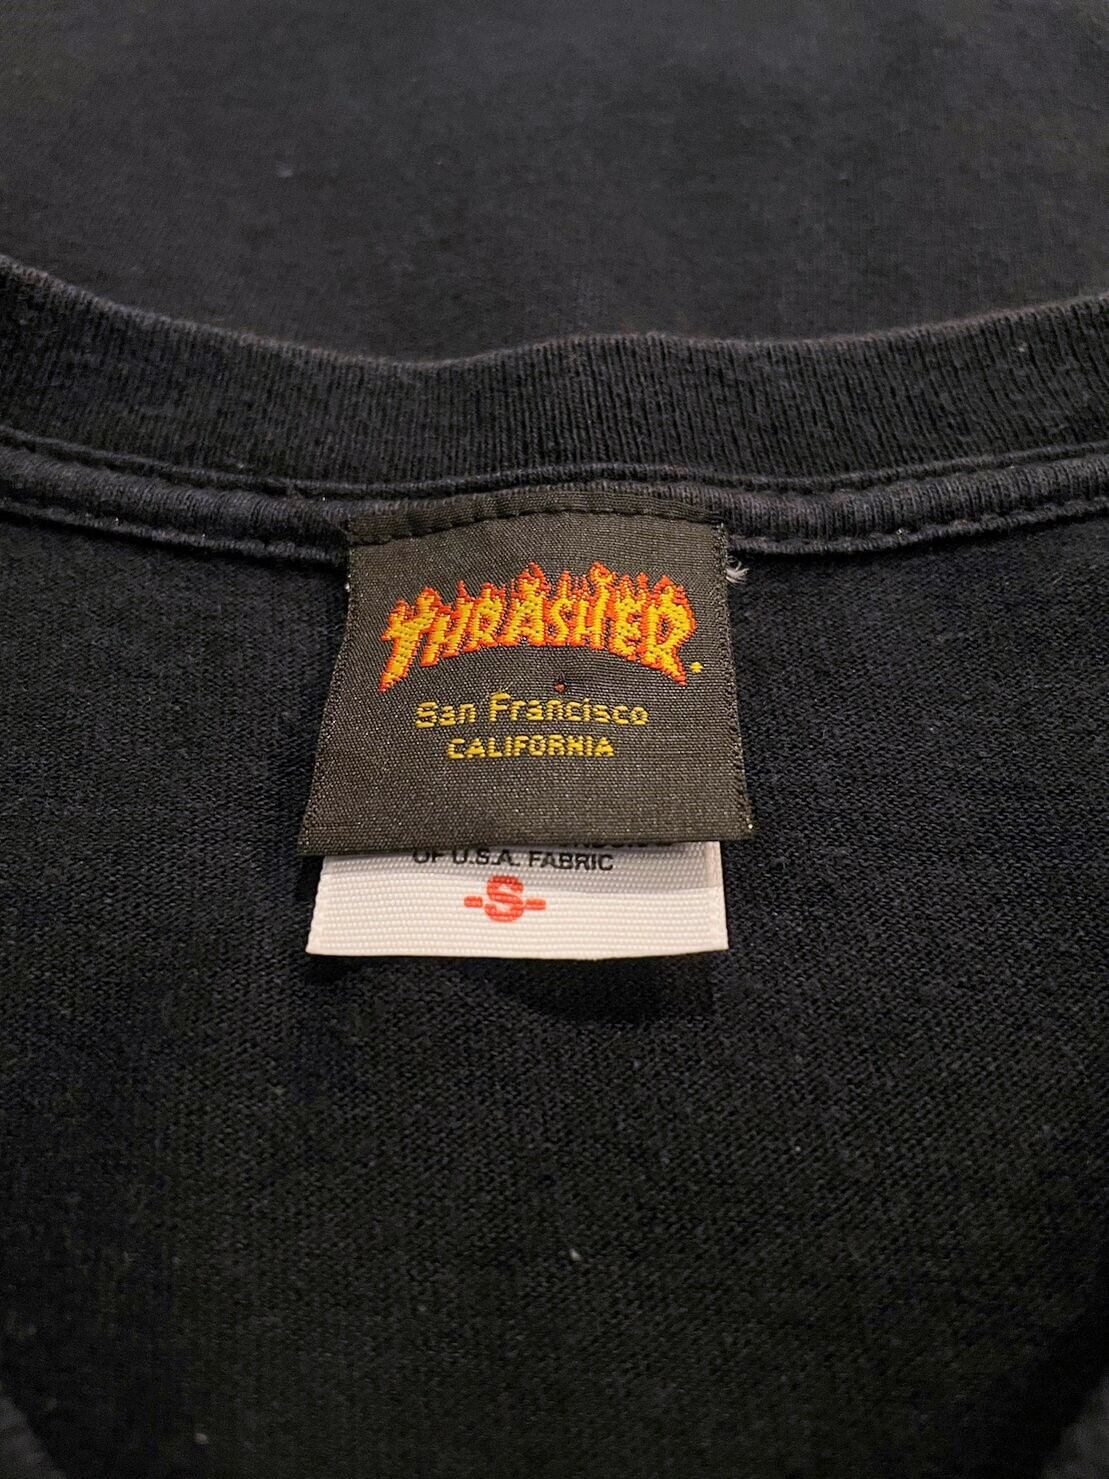 THRASHER
San Francisco
CALIFORNIA
OF U.S.A. FABRIC
-S-